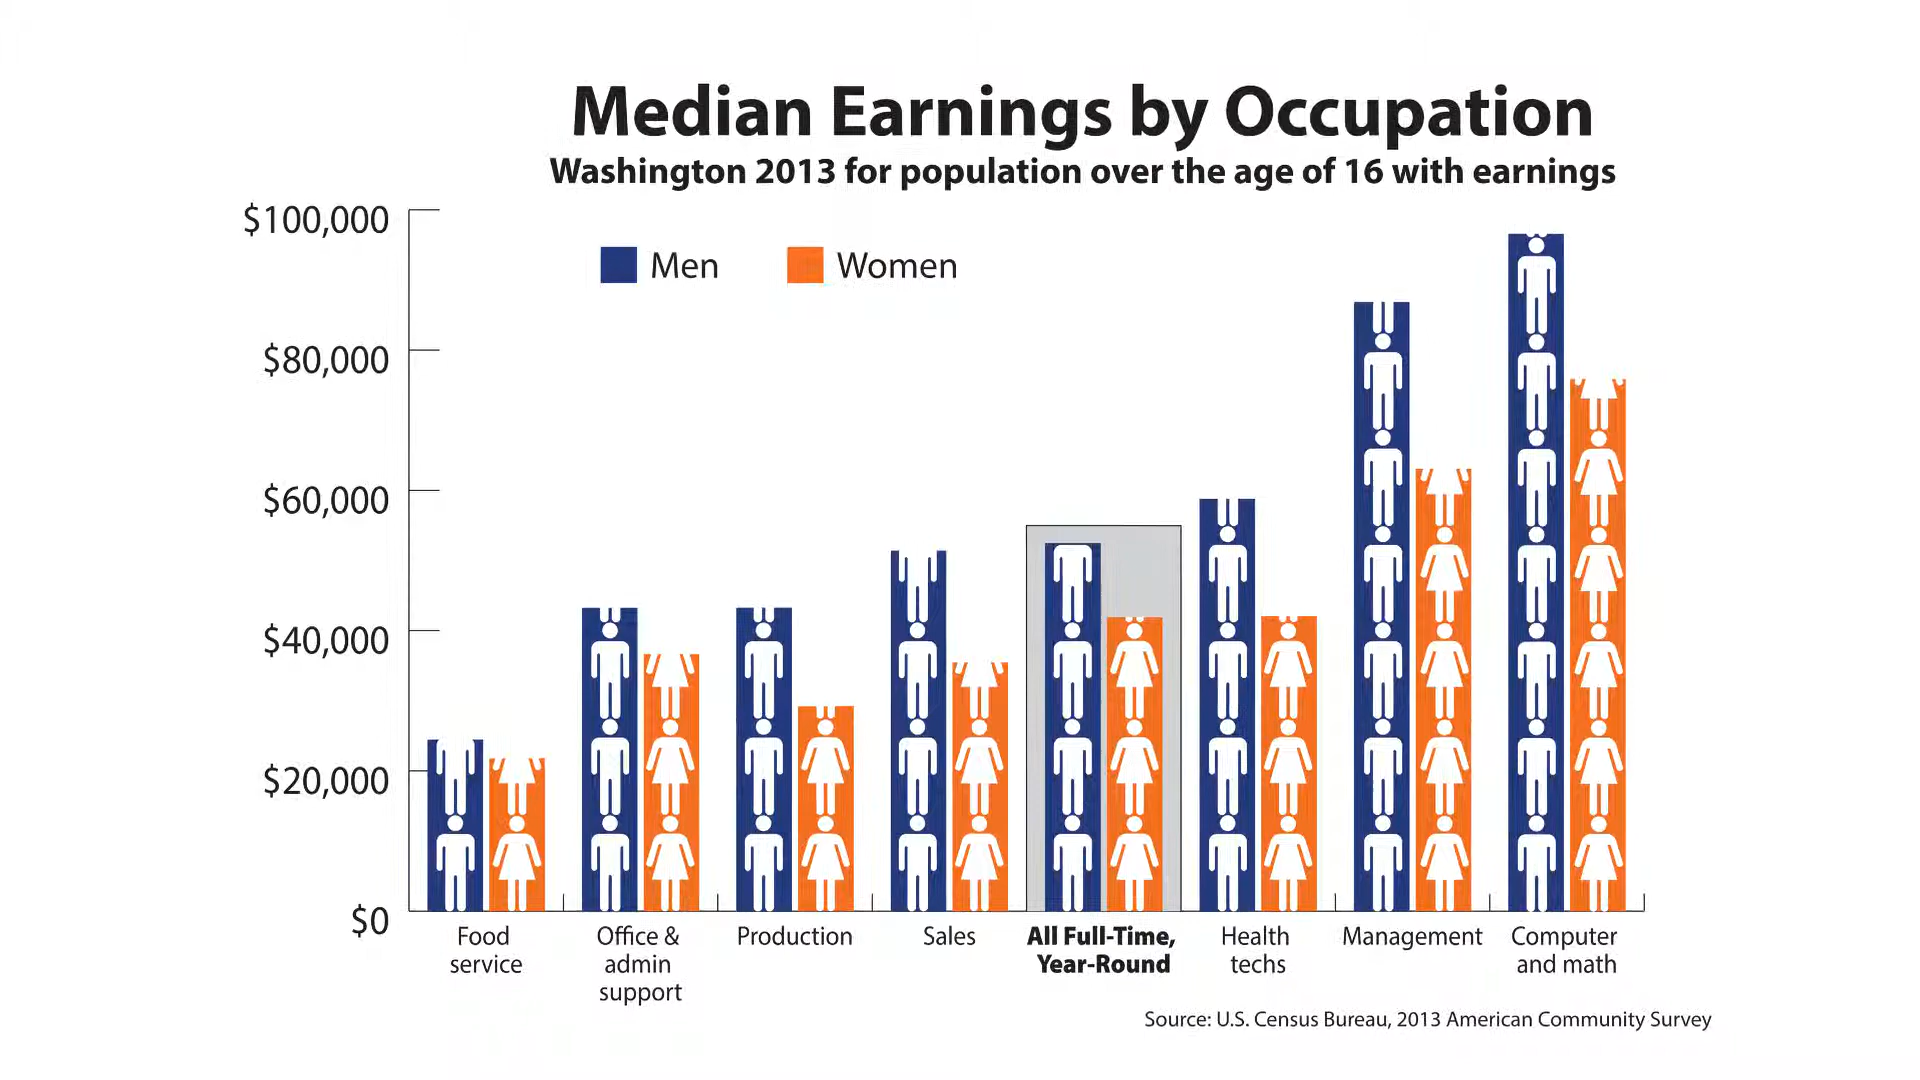 Median Earnings by Occupation
Washington 2013 for population over the age of 16 with earnings
$100,000
$80,000
$60,000
$40,000
$20,000
$0
Men
Women
Food
service
Office &
admin
support
Production
Sales
All Full-Time,
Year-Round
Health
techs
Management
Computer
and math
Source: U.S. Census Bureau, 2013 American Community Survey